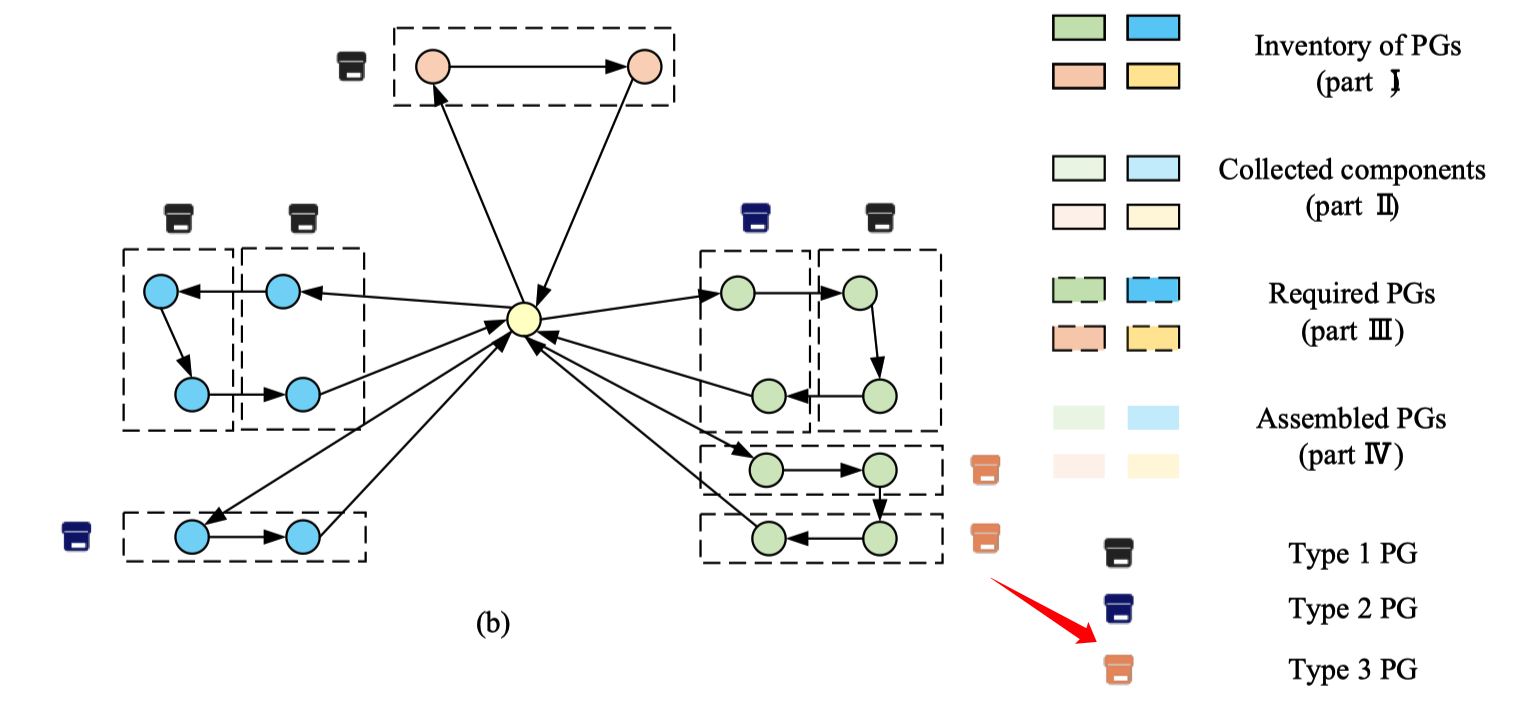 Inventory of PGs
(part Ⅰ)
Collected components
(part Ⅱ)
Required PGs
(part Ⅲ)
Assembled PGs
(part Ⅳ)
Type 1 PG
Type 2 PG
Type 3 PG
(b)